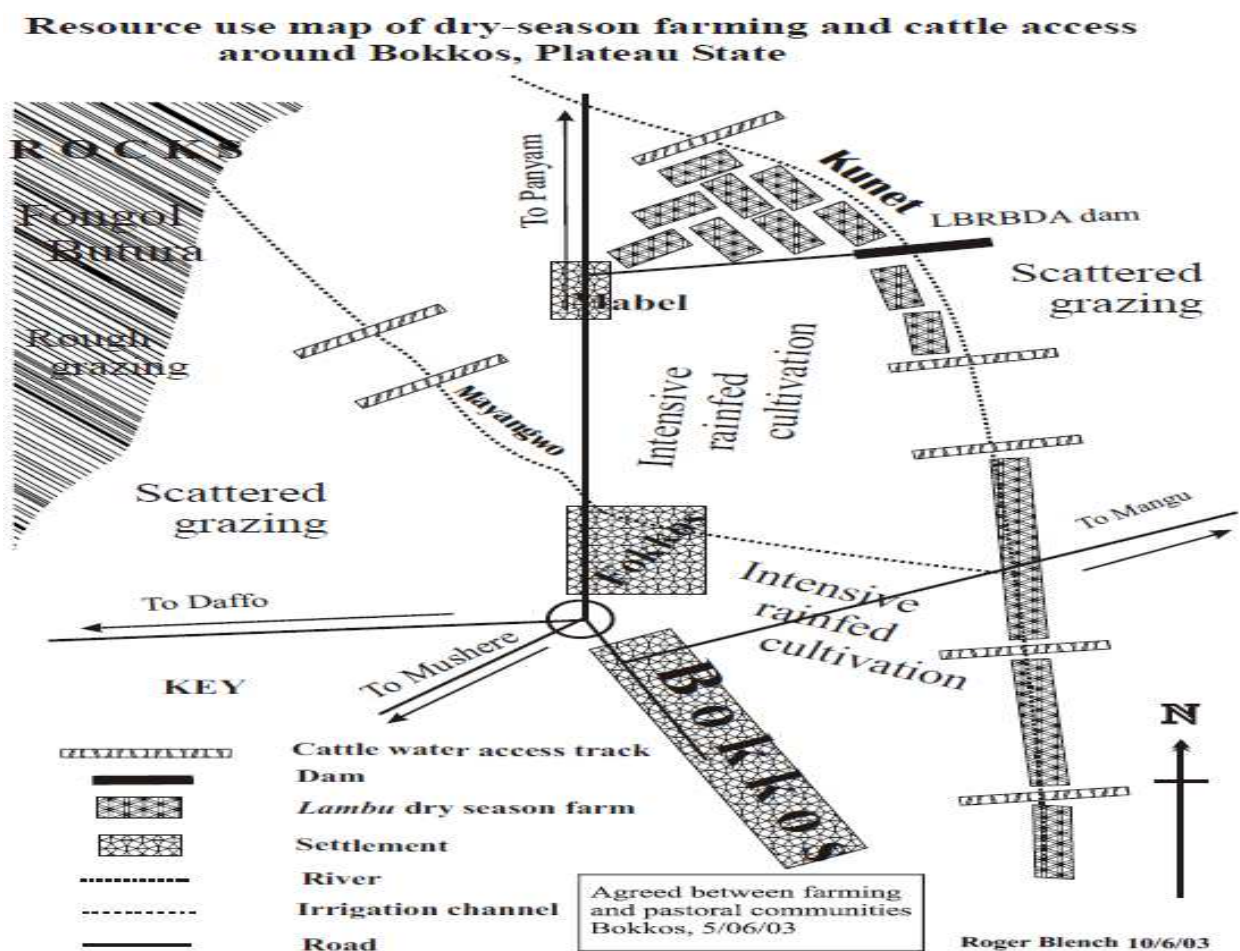 Resource use map of dry-season farming and cattle access
around Bokkos, Plateau State
ROCKS
Fongol
Butura
Rough
grazing
To Panyam
Kunet
LBRBDA dam
Scattered
grazing
Mabel
Intensive
rainfed
cultivation
Mayangwo
Scattered
grazing
Fokkos
To Mangu
Intensive
rainfed
cultivation
To Daffo
To Mushere
Bokkos
N
KEY
Cattle water access track
Dam
Lambu dry season farm
Settlement
River
Irrigation channel
Road
Agreed between farming
and pastoral communities
Bokkos, 5/06/03
Roger Blench 10/6/03